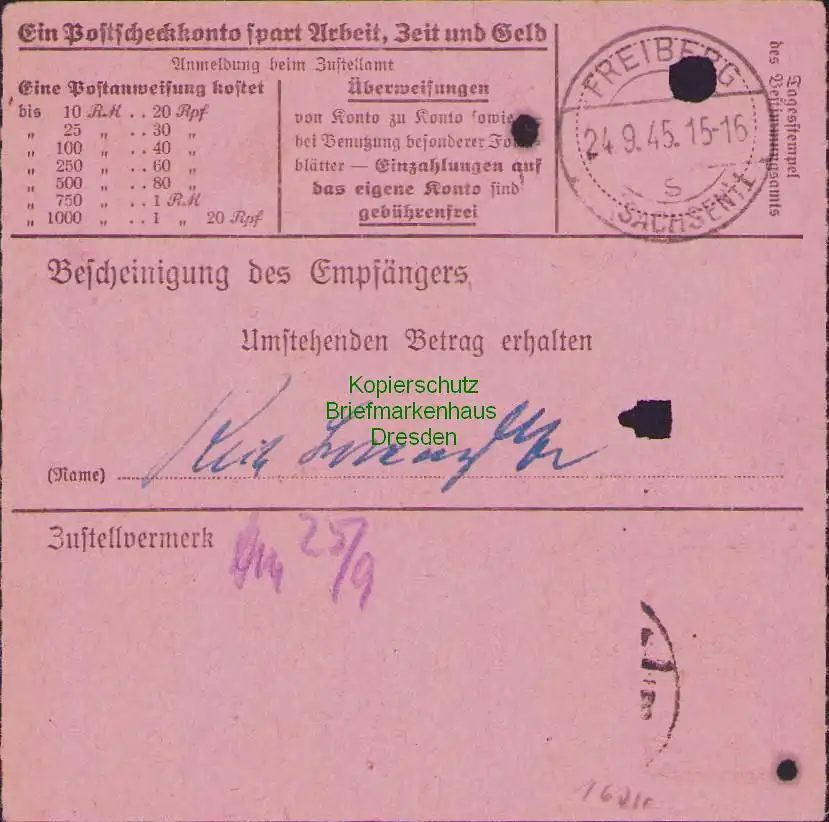 Ein Postscheckkonto spart Arbeit, Zeit und Geld
Anmeldung beim Zustellamt
Eine Postanweisung kostet
bis 10 RM . . 20 Rpf
„ 25 „ . . 30 „
„ 100 „ . . 40 „
„ 250 „ . . 60 „
„ 500 „ . . 80 „
„ 750 „ . . 1 RM
„ 1000 „ . . 1 „ 20 Rpf
Überweisungen
von Konto zu Konto sowie
bei Benutzung besonderer
blätter — Einzahlungen auf
das eigene Konto sind
gebührenfrei
FREIBERG
24.9.45.15-16
s
SACHSEN 1
Tagesstempel
des Bestimmungsamts
Bescheinigung des Empfängers
Umstehenden Betrag erhalten
Kopierschutz
Briefmarkenhaus
Dresden
(Name)
Zustellvermerk
25/9